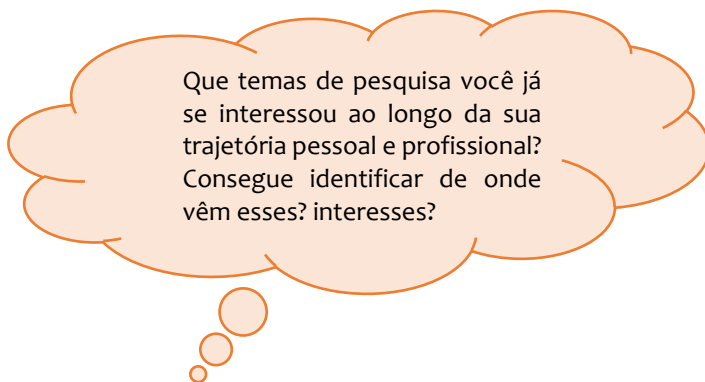 Que temas de pesquisa você já
se interessou ao longo da sua
trajetória pessoal e profissional?
Consegue identificar de onde
vêm esses? interesses?